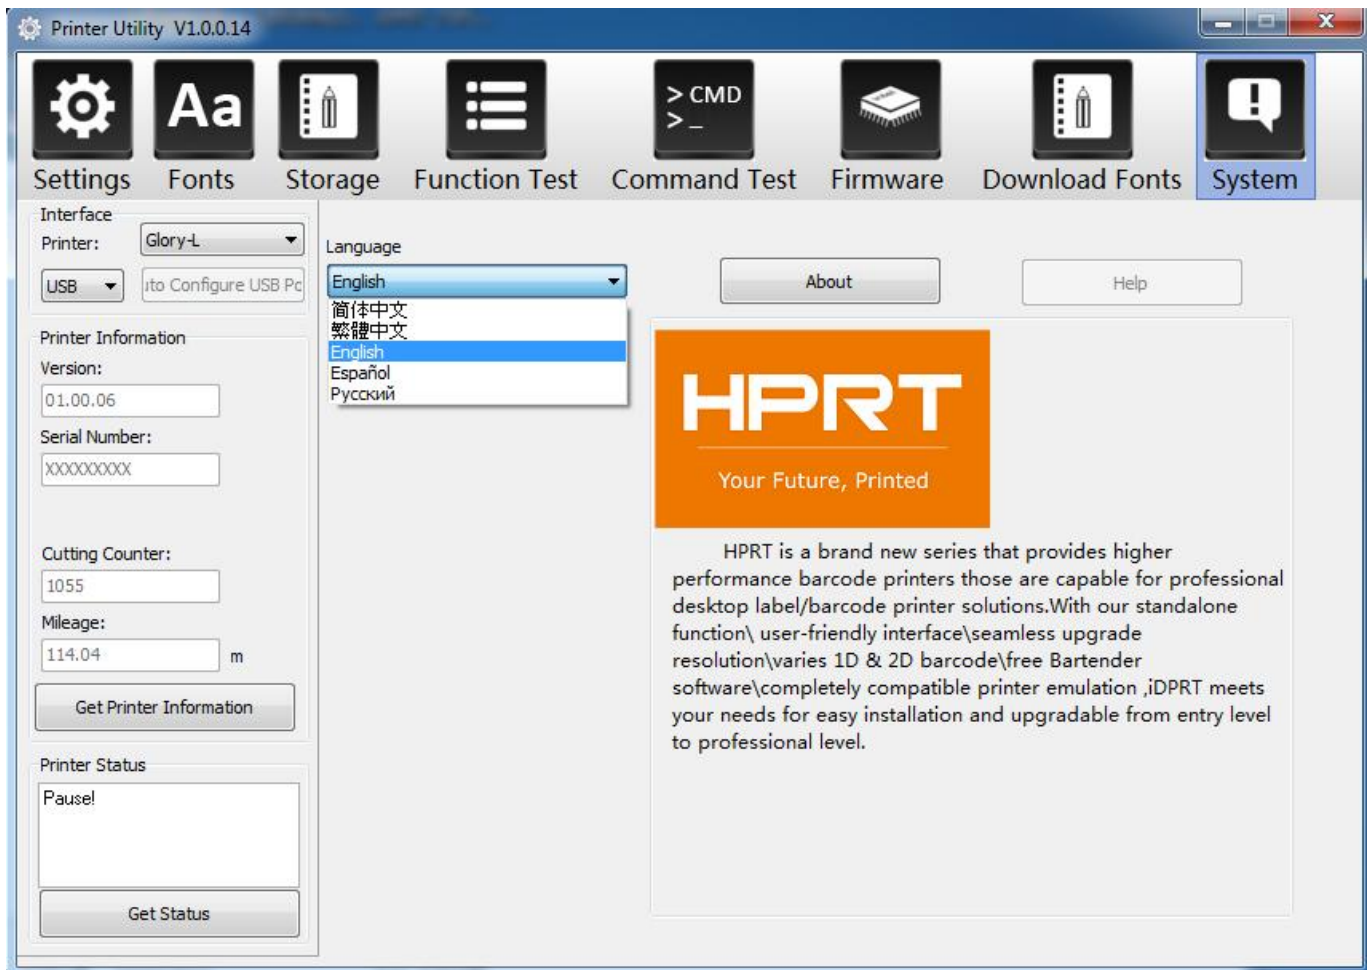 Printer Utility V1.0.0.14
> CMD
> _
Aa
Settings Fonts Storage Function Test Command Test Firmware Download Fonts System
Interface
Printer: Glory-L
USB
ito Configure USB Pc
Printer Information
Version:
01.00.06
Serial Number:
XXXXXXXXX
Cutting Counter:
1055
Mileage:
114.04 m
Get Printer Information
Printer Status
Pause!
Get Status
Language
English
简体中文
繁體中文
English
Español
Русский
About
Help
HPRT
Your Future, Printed
HPRT is a brand new series that provides higher
performance barcode printers those are capable for professional
desktop label/barcode printer solutions.With our standalone
function\ user-friendly interface\seamless upgrade
resolution\varies 1D & 2D barcode\free Bartender
software\completely compatible printer emulation ,iDPRT meets
your needs for easy installation and upgradable from entry level
to professional level.